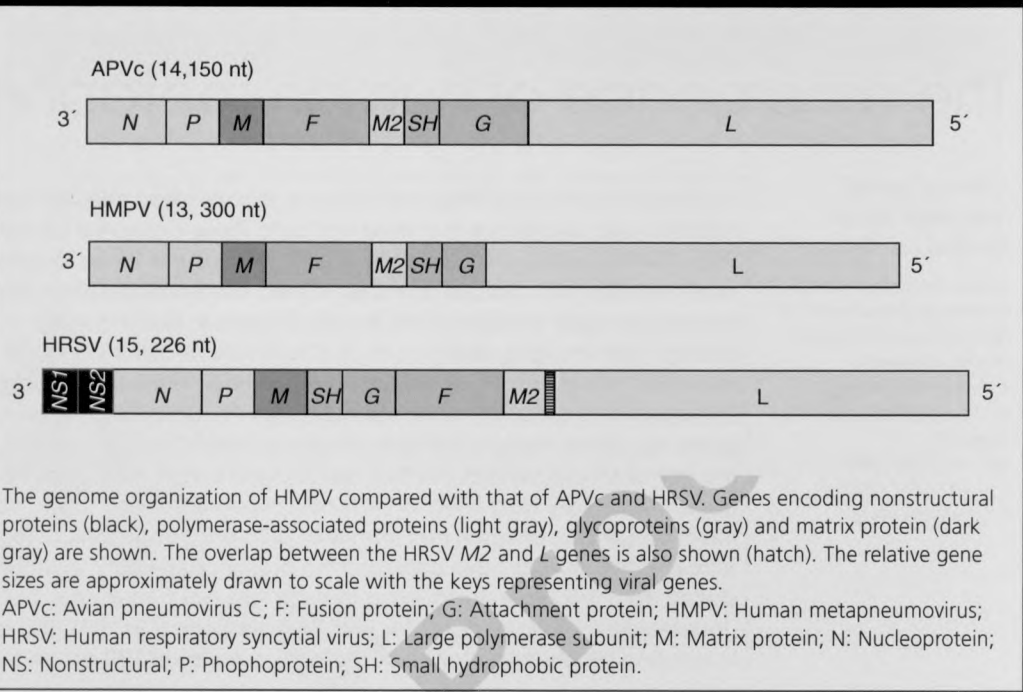 APVc (14,150 nt)
3´ N P M F M2 SH G L 5´
HMPV (13, 300 nt)
3´ N P M F M2 SH G L 5´
HRSV (15, 226 nt)
3´ NS1 NS2 N P M SH G F M2 L 5´
The genome organization of HMPV compared with that of APVc and HRSV. Genes encoding nonstructural
proteins (black), polymerase-associated proteins (light gray), glycoproteins (gray) and matrix protein (dark
gray) are shown. The overlap between the HRSV M2 and L genes is also shown (hatch). The relative gene
sizes are approximately drawn to scale with the keys representing viral genes.
APVc: Avian pneumovirus C; F: Fusion protein; G: Attachment protein; HMPV: Human metapneumovirus;
HRSV: Human respiratory syncytial virus; L: Large polymerase subunit; M: Matrix protein; N: Nucleoprotein;
NS: Nonstructural; P: Phophoprotein; SH: Small hydrophobic protein.